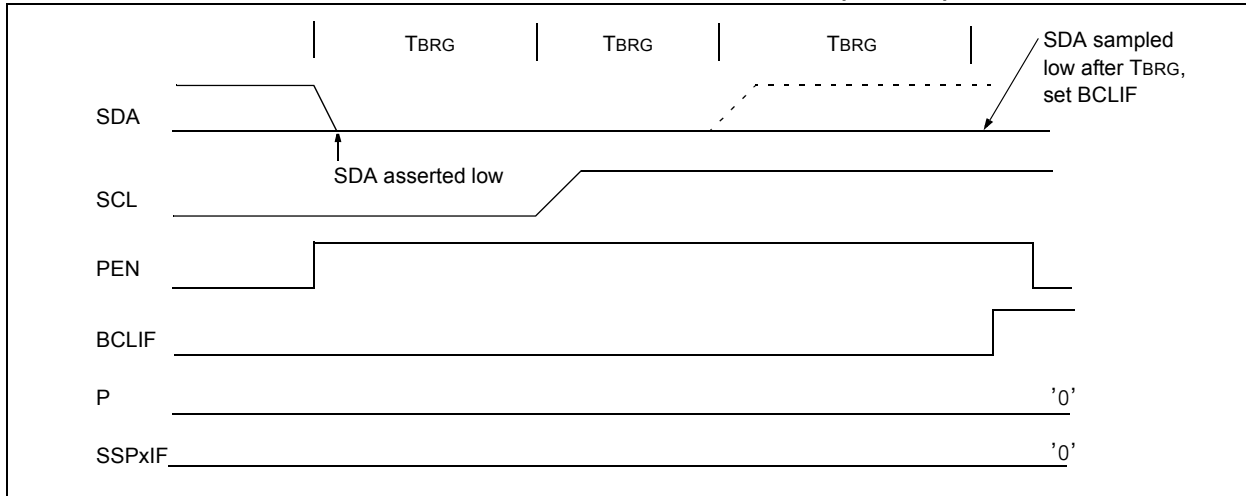 TBRG TBRG TBRG
SDA sampled
low after TBRG,
set BCLIF
SDA
SDA asserted low
SCL
PEN
BCLIF
P '0'
SSPxIF '0'